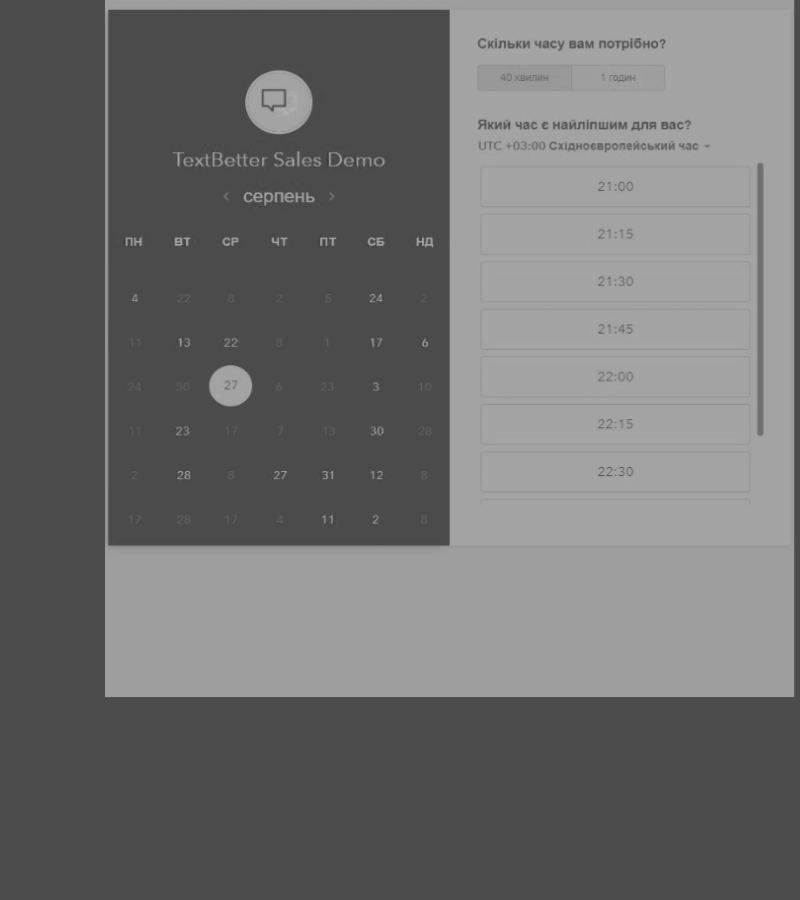 TextBetter Sales Demo
< серпень >
ПН ВТ СР ЧТ ПТ СБ НД
4 22 8 2 5 24 2
11 13 22 8 1 17 6
24 30 27 6 23 3 10
11 23 17 7 13 30 28
2 28 8 27 31 12 8
17 28 17 4 11 2 8
Скільки часу вам потрібно?
40 хвилин 1 годин
Який час є найліпшим для вас?
UTC +03:00 Східноєвропейський час
21:00
21:15
21:30
21:45
22:00
22:15
22:30